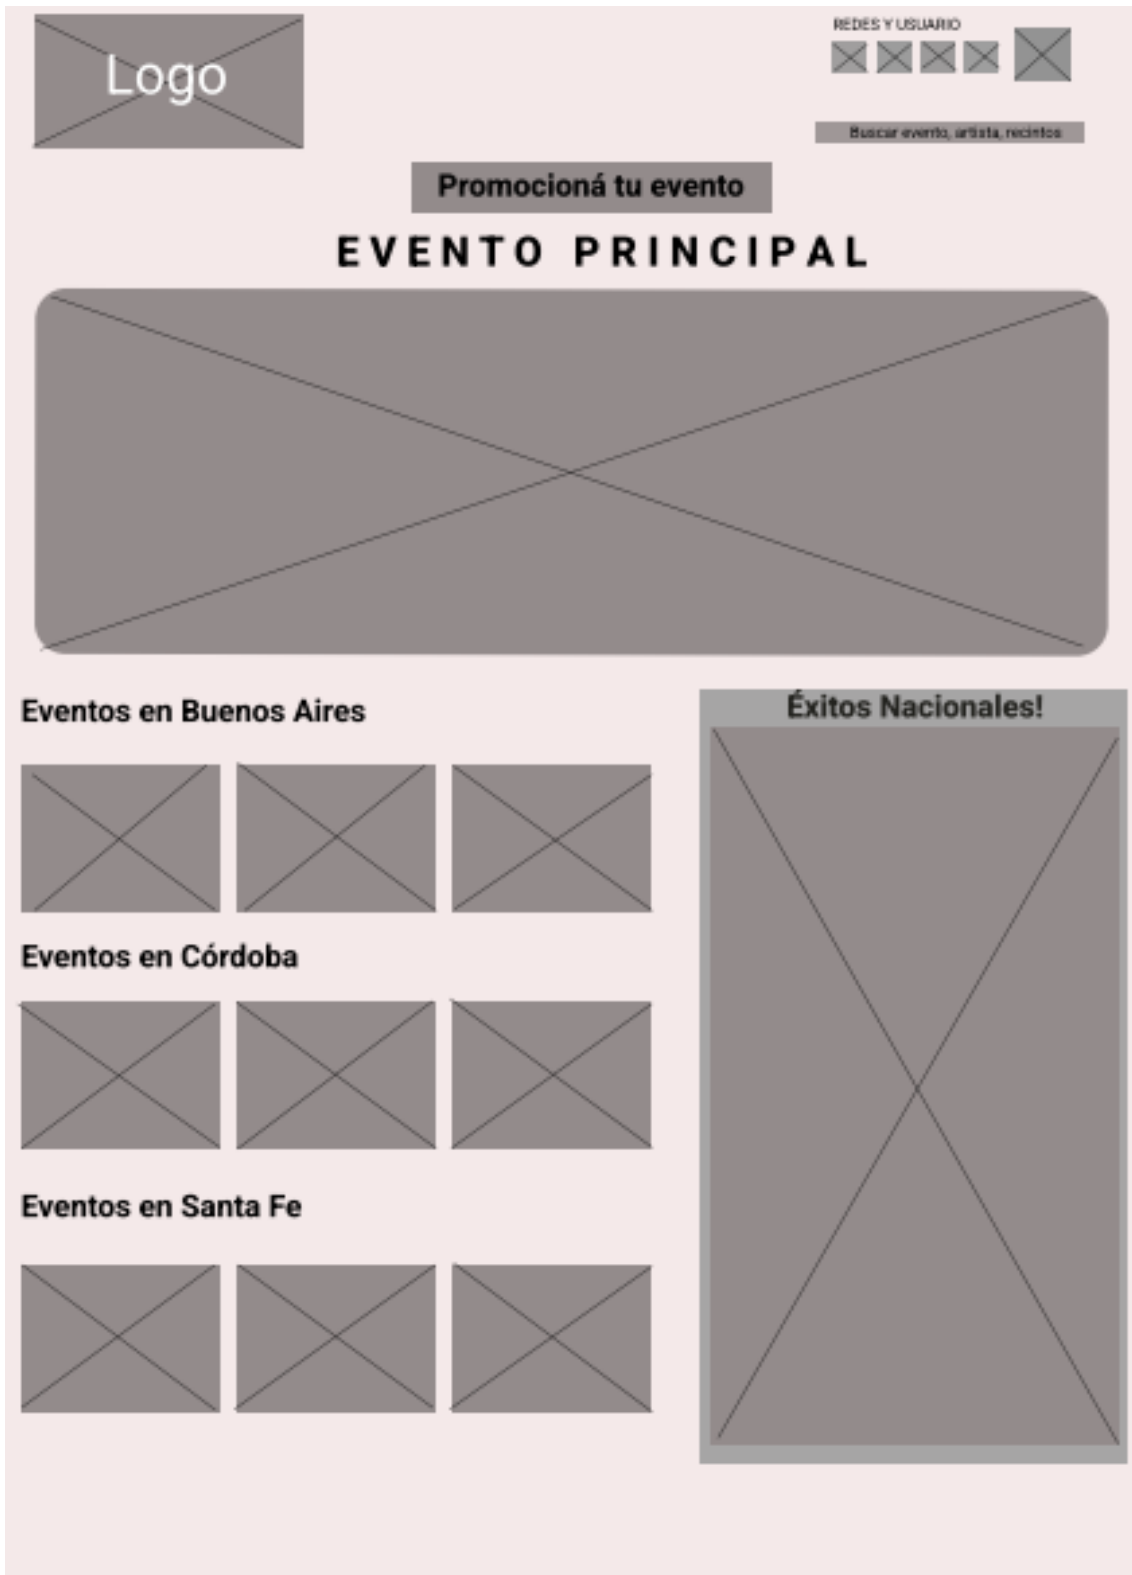 Logo
REDES Y USUARIO
Buscar evento, artista, recintos
Promocioná tu evento
EVENTO PRINCIPAL
Eventos en Buenos Aires
Éxitos Nacionales!
Eventos en Córdoba
Eventos en Santa Fe